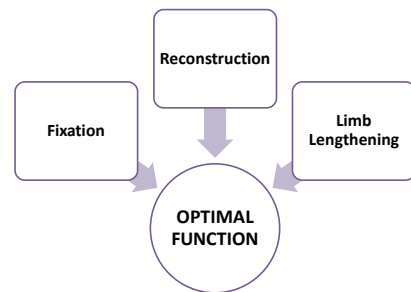 Reconstruction
Fixation
Limb
Lengthening
OPTIMAL
FUNCTION